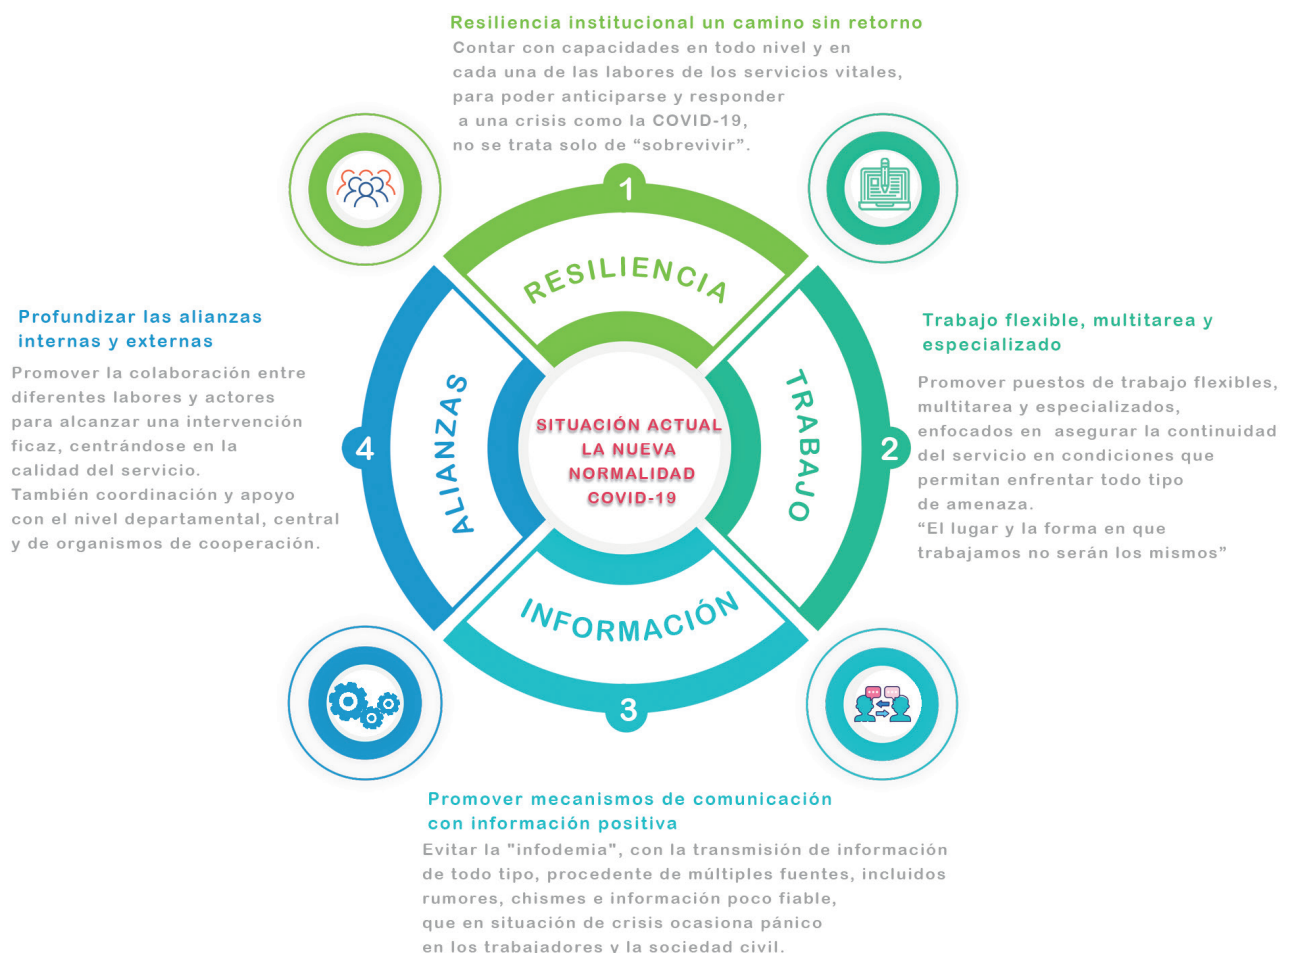 Resiliencia institucional un camino sin retorno
Contar con capacidades en todo nivel y en
cada una de las labores de los servicios vitales,
para poder anticiparse y responder
a una crisis como la COVID-19,
no se trata solo de “sobrevivir”.
1
RESILIENCIA
Trabajo flexible, multitarea y
especializado
Promover puestos de trabajo flexibles,
multitarea y especializados,
enfocados en asegurar la continuidad
del servicio en condiciones que
permitan enfrentar todo tipo
de amenaza.
“El lugar y la forma en que
trabajamos no serán los mismos”
2
TRABAJO
SITUACIÓN ACTUAL
LA NUEVA
NORMALIDAD
COVID-19
INFORMACIÓN
3
Promover mecanismos de comunicación
con información positiva
Evitar la "infodemia", con la transmisión de información
de todo tipo, procedente de múltiples fuentes, incluidos
rumores, chismes e información poco fiable,
que en situación de crisis ocasiona pánico
en los trabajadores y la sociedad civil.
Profundizar las alianzas
internas y externas
Promover la colaboración entre
diferentes labores y actores
para alcanzar una intervención
ficaz, centrándose en la
calidad del servicio.
También coordinación y apoyo
con el nivel departamental, central
y de organismos de cooperación.
4
ALIANZAS